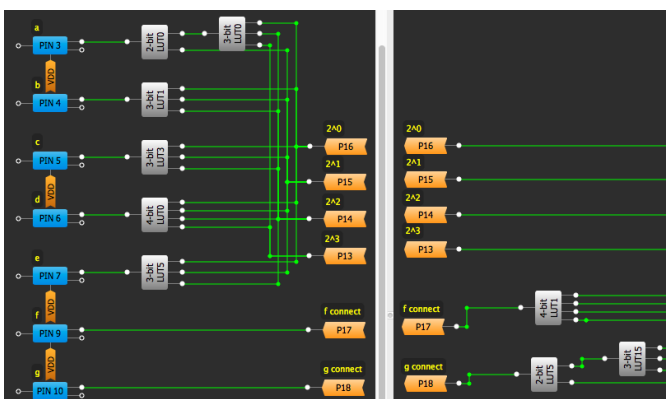 a
PIN 3
2-bit LUT0
3-bit LUT0
VDD
b
PIN 4
3-bit LUT1
c
PIN 5
3-bit LUT3
VDD
d
PIN 6
4-bit LUT0
e
PIN 7
3-bit LUT5
VDD
f
PIN 9
VDD
g
PIN 10
2^0
P16
2^1
P15
2^2
P14
2^3
P13
f connect
P17
g connect
P18
2^0
P16
2^1
P15
2^2
P14
2^3
P13
f connect
P17
4-bit LUT1
g connect
P18
2-bit LUT5
3-bit LUT15